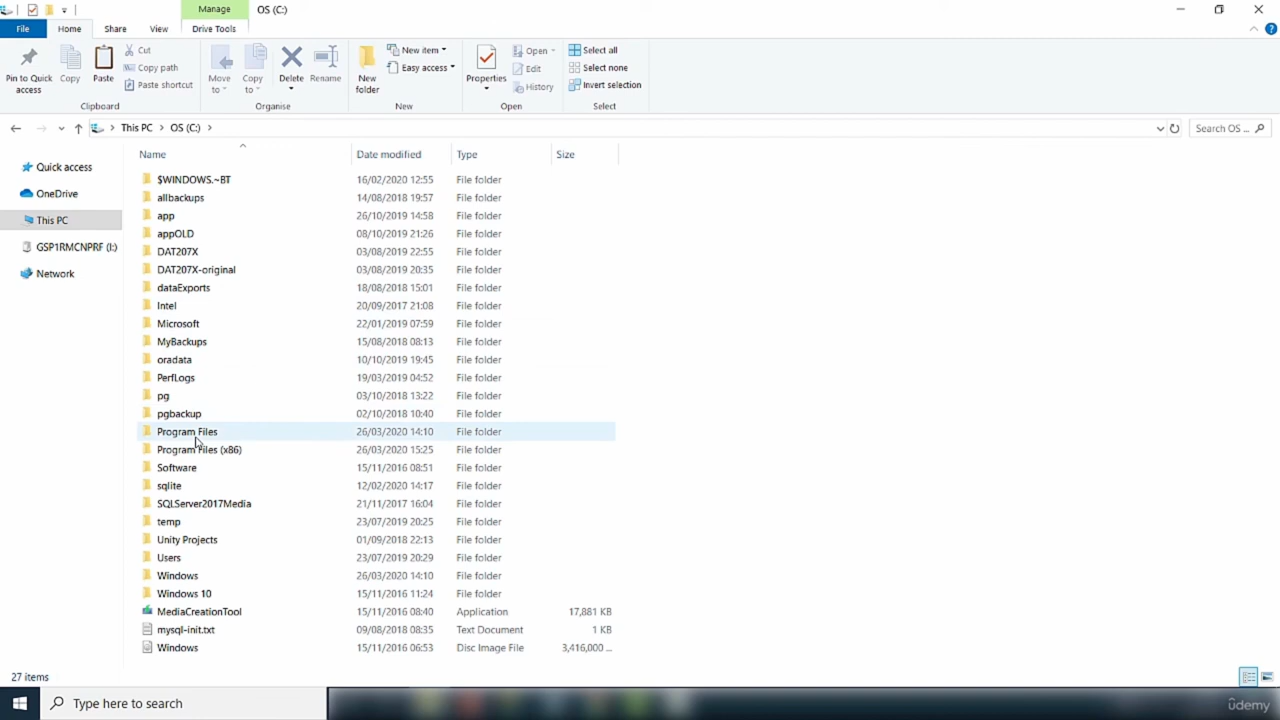 Manage
OS (C:)
File
Home
Share
View
Drive Tools
Pin to Quick access
Copy
Paste
Cut
Copy path
Paste shortcut
Clipboard
Move to
Copy to
Delete
Rename
Organise
New folder
New item
Easy access
New
Properties
Open
Edit
History
Open
Select all
Select none
Invert selection
Select
This PC > OS (C:) >
Search OS ...
Quick access
OneDrive
This PC
GSP1RMCNPRF (I:)
Network
Name Date modified Type Size
$WINDOWS.~BT 16/02/2020 12:55 File folder
allbackups 14/08/2018 19:57 File folder
app 26/10/2019 14:58 File folder
appOLD 08/10/2019 21:26 File folder
DAT207X 03/08/2019 22:55 File folder
DAT207X-original 03/08/2019 20:35 File folder
dataExports 18/08/2018 15:01 File folder
Intel 20/09/2017 21:08 File folder
Microsoft 22/01/2019 07:59 File folder
MyBackups 15/08/2018 08:13 File folder
oradata 10/10/2019 19:45 File folder
PerfLogs 19/03/2019 04:52 File folder
pg 03/10/2018 13:22 File folder
pgbackup 02/10/2018 10:40 File folder
Program Files 26/03/2020 14:10 File folder
Program Files (x86) 26/03/2020 15:25 File folder
Software 15/11/2016 08:51 File folder
sqlite 12/02/2020 14:17 File folder
SQLServer2017Media 21/11/2017 16:04 File folder
temp 23/07/2019 20:25 File folder
Unity Projects 01/09/2018 22:13 File folder
Users 23/07/2019 20:29 File folder
Windows 26/03/2020 14:10 File folder
Windows 10 15/11/2016 11:24 File folder
MediaCreationTool 15/11/2016 08:40 Application 17,881 KB
mysql-init.txt 09/08/2018 08:35 Text Document 1 KB
Windows 15/11/2016 06:53 Disc Image File 3,416,000 ...
27 items
Type here to search
ûdemy